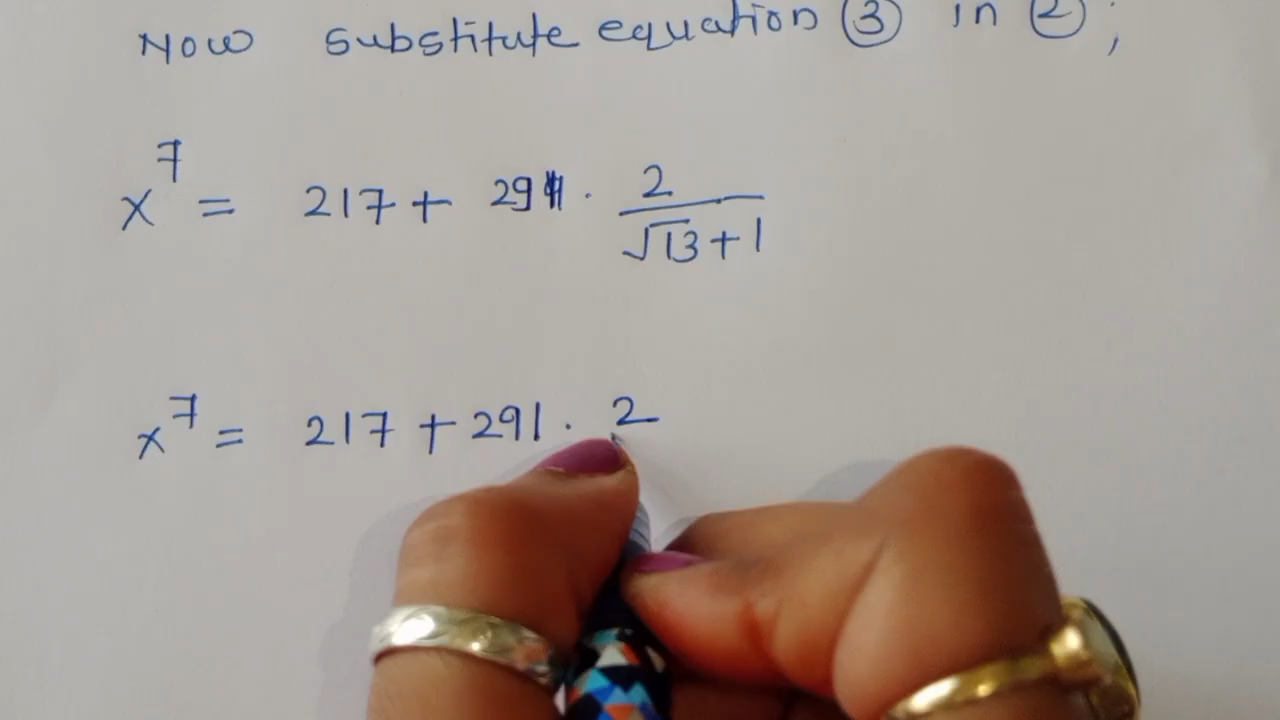 Now substitute equation ③ in ②,
x⁷ = 217 + 291 · 2/(√13+1)
x⁷ = 217 + 291 · 2